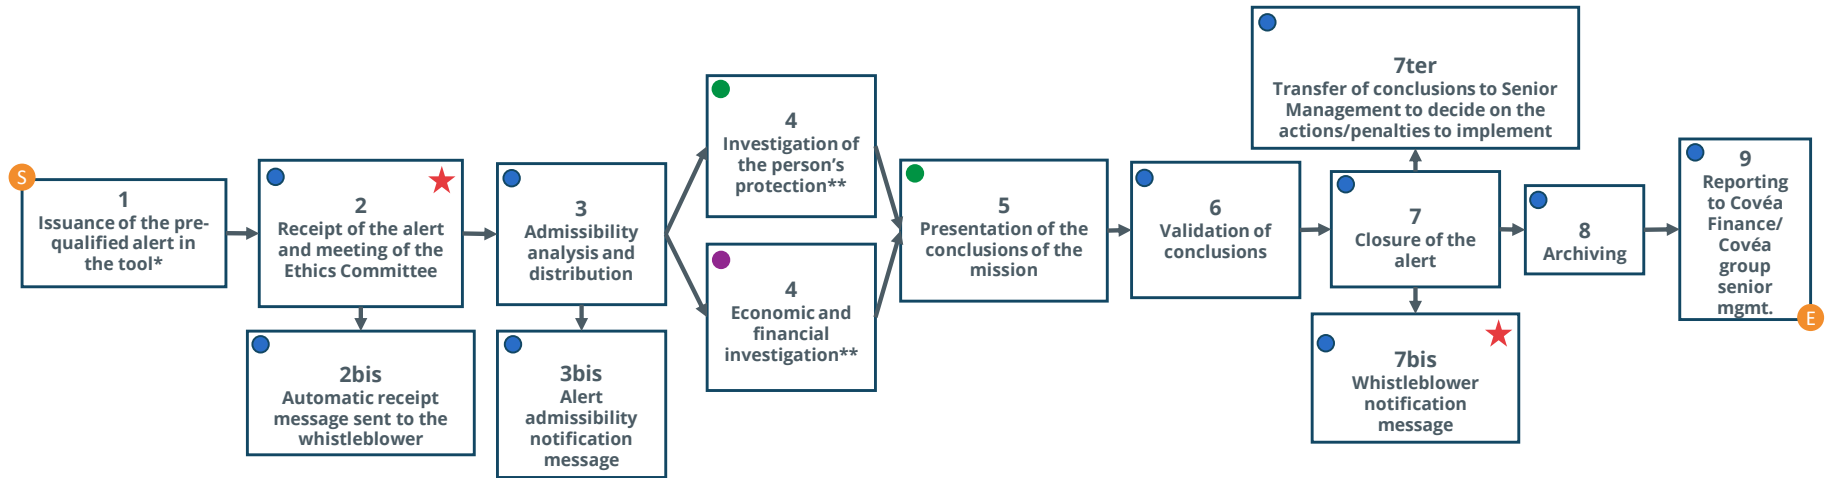 S
1
Issuance of the pre-
qualified alert in
the tool*
2
Receipt of the alert
and meeting of the
Ethics Committee
2bis
Automatic receipt
message sent to the
whistleblower
3
Admissibility
analysis and
distribution
3bis
Alert
admissibility
notification
message
4
Investigation of
the person’s
protection**
4
Economic and
financial
investigation**
5
Presentation of the
conclusions of the
mission
6
Validation of
conclusions
7
Closure of the
alert
7ter
Transfer of conclusions to Senior
Management to decide on the
actions/penalties to implement
7bis
Whistleblower
notification
message
8
Archiving
9
Reporting
to Covéa
Finance/
Covéa
group
senior
mgmt.
E